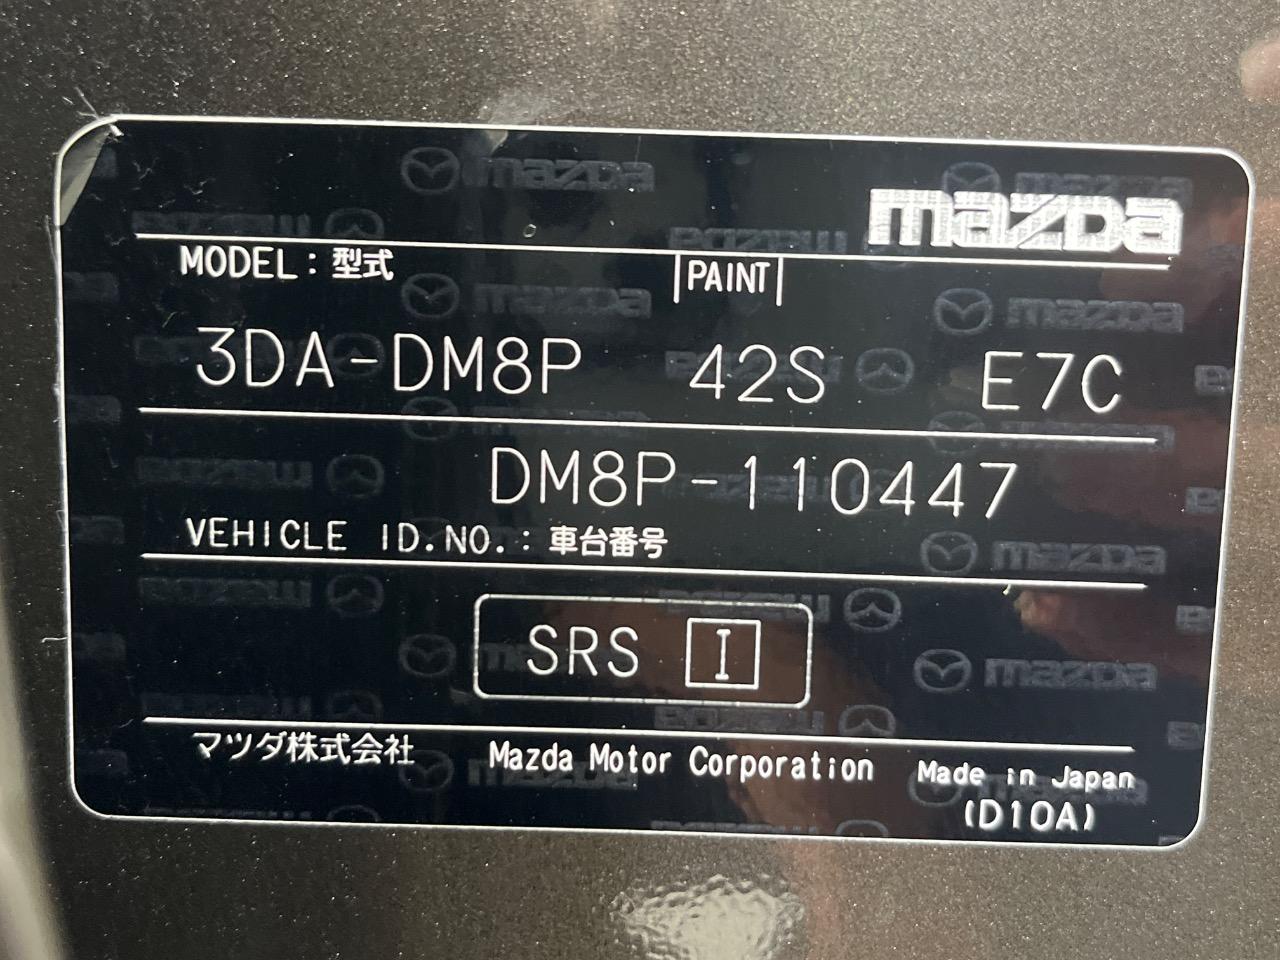 mazda
MODEL : 型式 |PAINT|
3DA-DM8P 42S E7C
DM8P-110447
VEHICLE ID.NO. : 車台番号
SRS I
マツダ株式会社 Mazda Motor Corporation Made in Japan
(D10A)